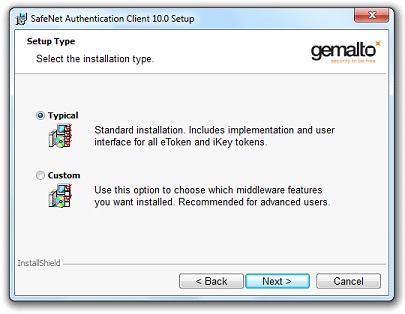 SafeNet Authentication Client 10.0 Setup
Setup Type
Select the installation type.
gemalto
security to be free
Typical
Standard installation. Includes implementation and user
interface for all eToken and iKey tokens.
Custom
Use this option to choose which middleware features
you want installed. Recommended for advanced users.
InstallShield
< Back
Next >
Cancel